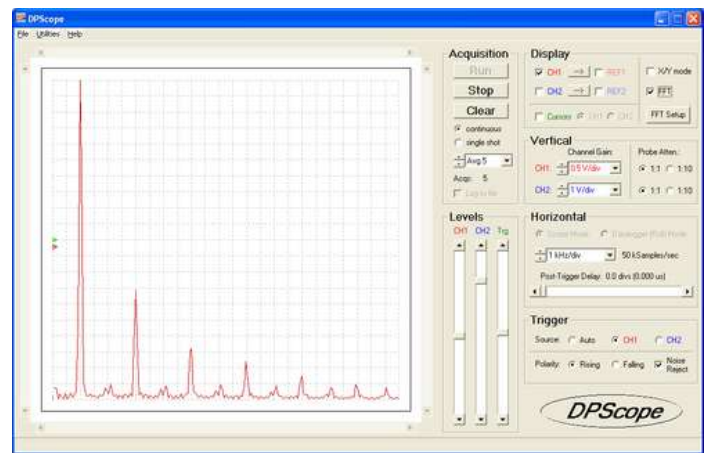 DPScope
File Utilities Help
Acquisition
Run
Stop
Clear
continuous
single shot
Avg 5
Acqs: 5
Log to file
Levels
CH1 CH2 Trg
Display
CH1 --> REF1 X/Y mode
CH2 --> REF2 FFT
Cursors CH1 CH2 FFT Setup
Vertical
Channel Gain: Probe Atten.:
CH1: 0.5 V/div 1:1 1:10
CH2: 1 V/div 1:1 1:10
Horizontal
Scope Mode Datalogger (Roll) Mode
1 kHz/div 50 kSamples/sec
Post-Trigger Delay: 0.0 divs (0.000 us)
Trigger
Source: Auto CH1 CH2
Polarity: Rising Falling Noise Reject
DPScope